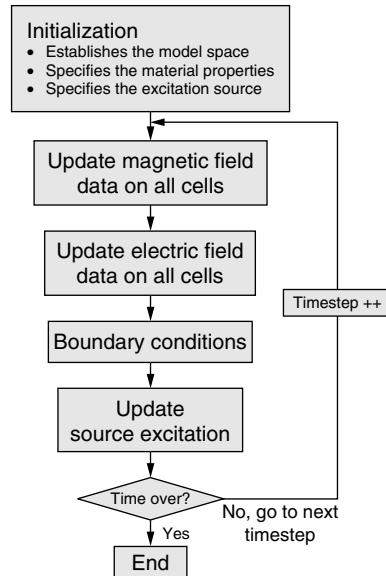 Initialization
• Establishes the model space
• Specifies the material properties
• Specifies the excitation source
Update magnetic field
data on all cells
Update electric field
data on all cells
Timestep ++
Boundary conditions
Update
source excitation
Time over?
No, go to next
timestep
Yes
End